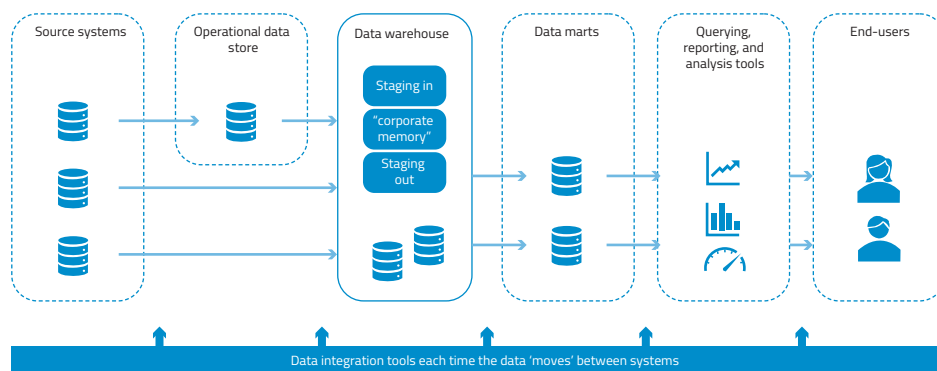 Source systems
Operational data
store
Data warehouse
Data marts
Querying,
reporting, and
analysis tools
End-users
Staging in
“corporate
memory”
Staging
out
Data integration tools each time the data ‘moves’ between systems